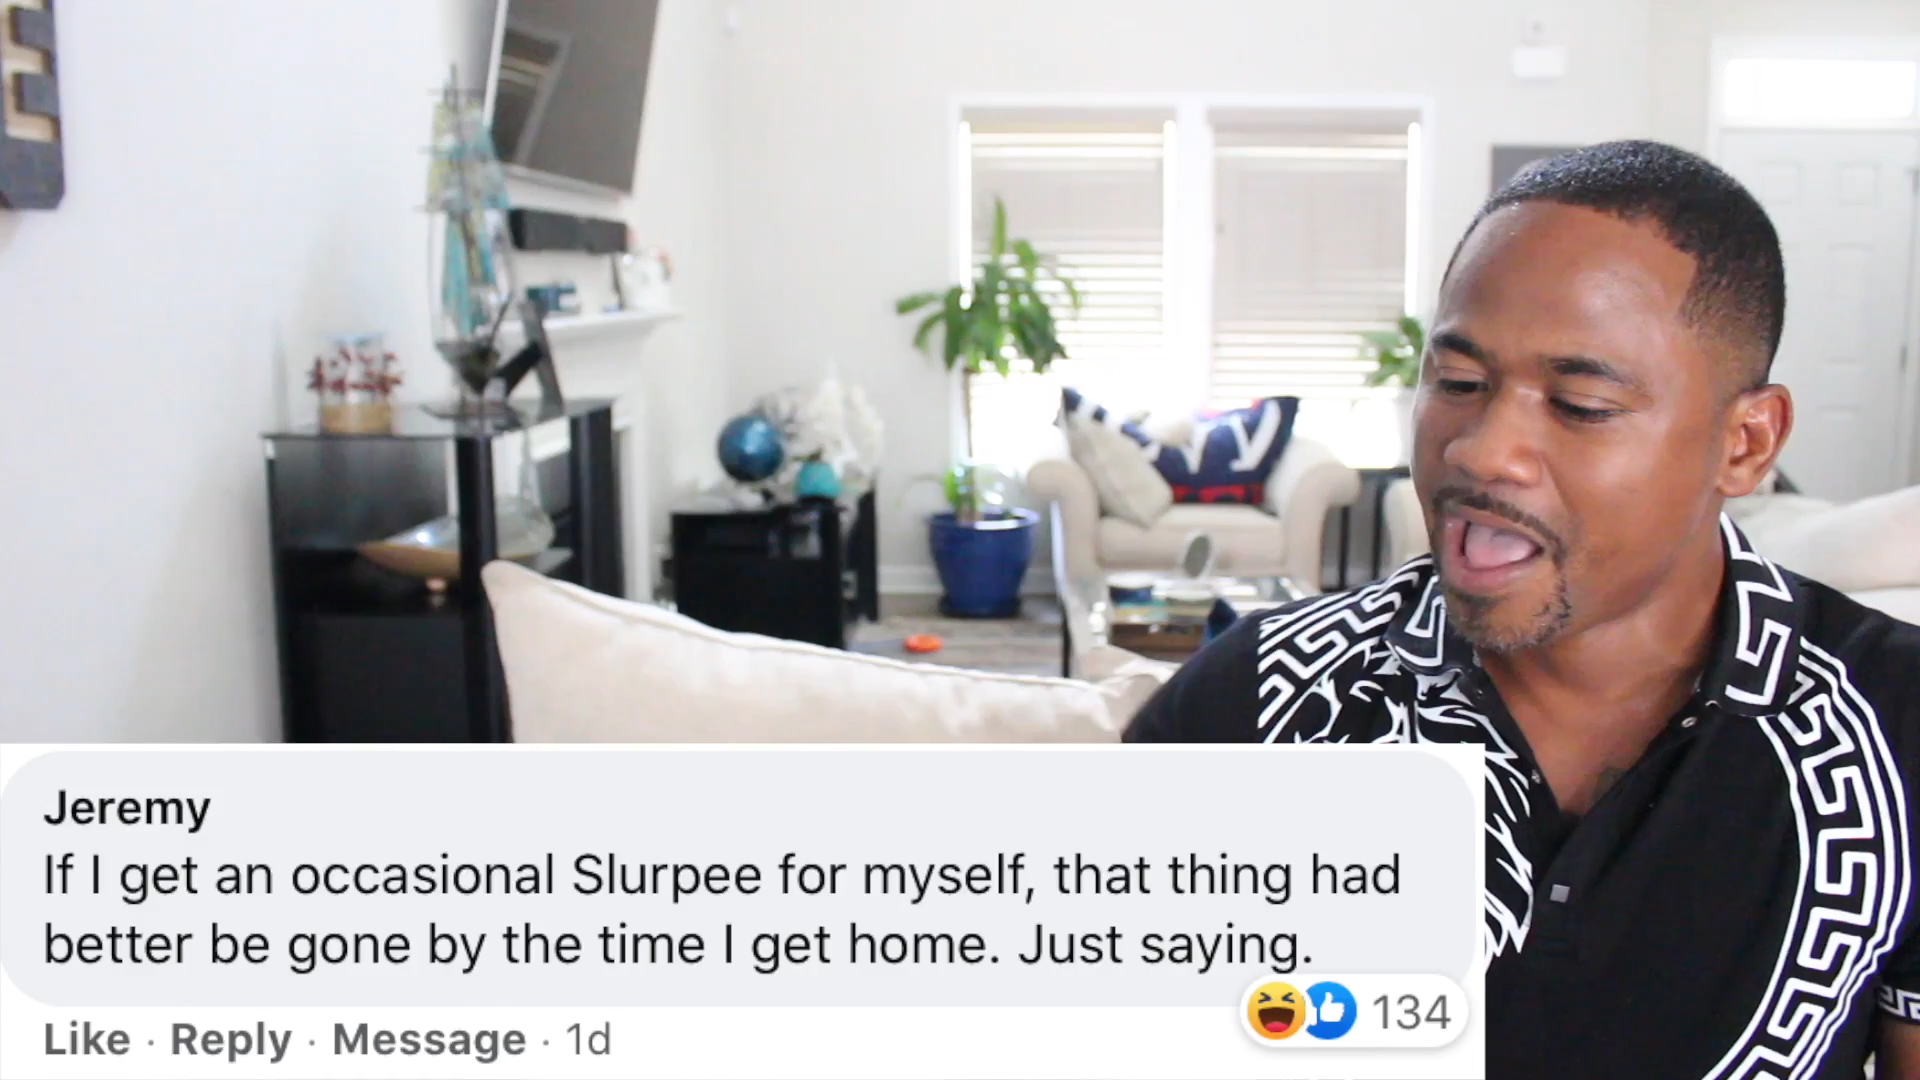 Jeremy
If I get an occasional Slurpee for myself, that thing had
better be gone by the time I get home. Just saying.
134
Like · Reply · Message · 1d